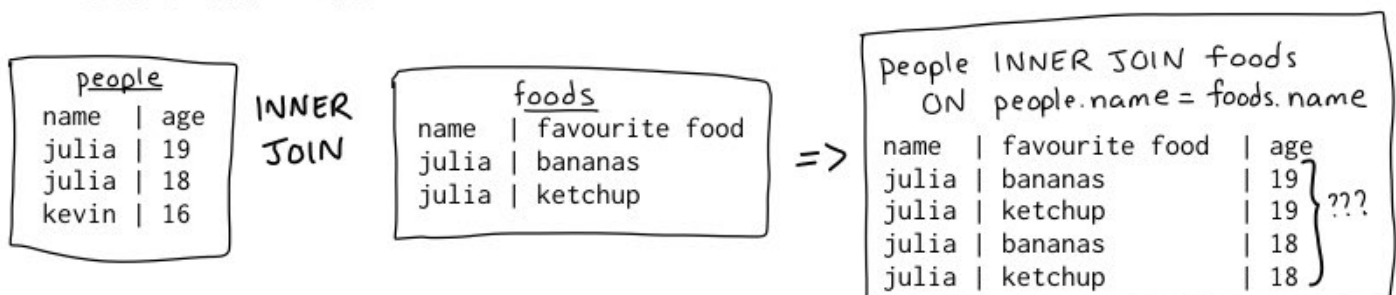 people
name | age
julia | 19
julia | 18
kevin | 16
INNER
JOIN
foods
name | favourite food
julia | bananas
julia | ketchup
=>
people INNER JOIN foods
ON people.name = foods.name
name | favourite food | age
julia | bananas | 19
julia | ketchup | 19
julia | bananas | 18
julia | ketchup | 18
???